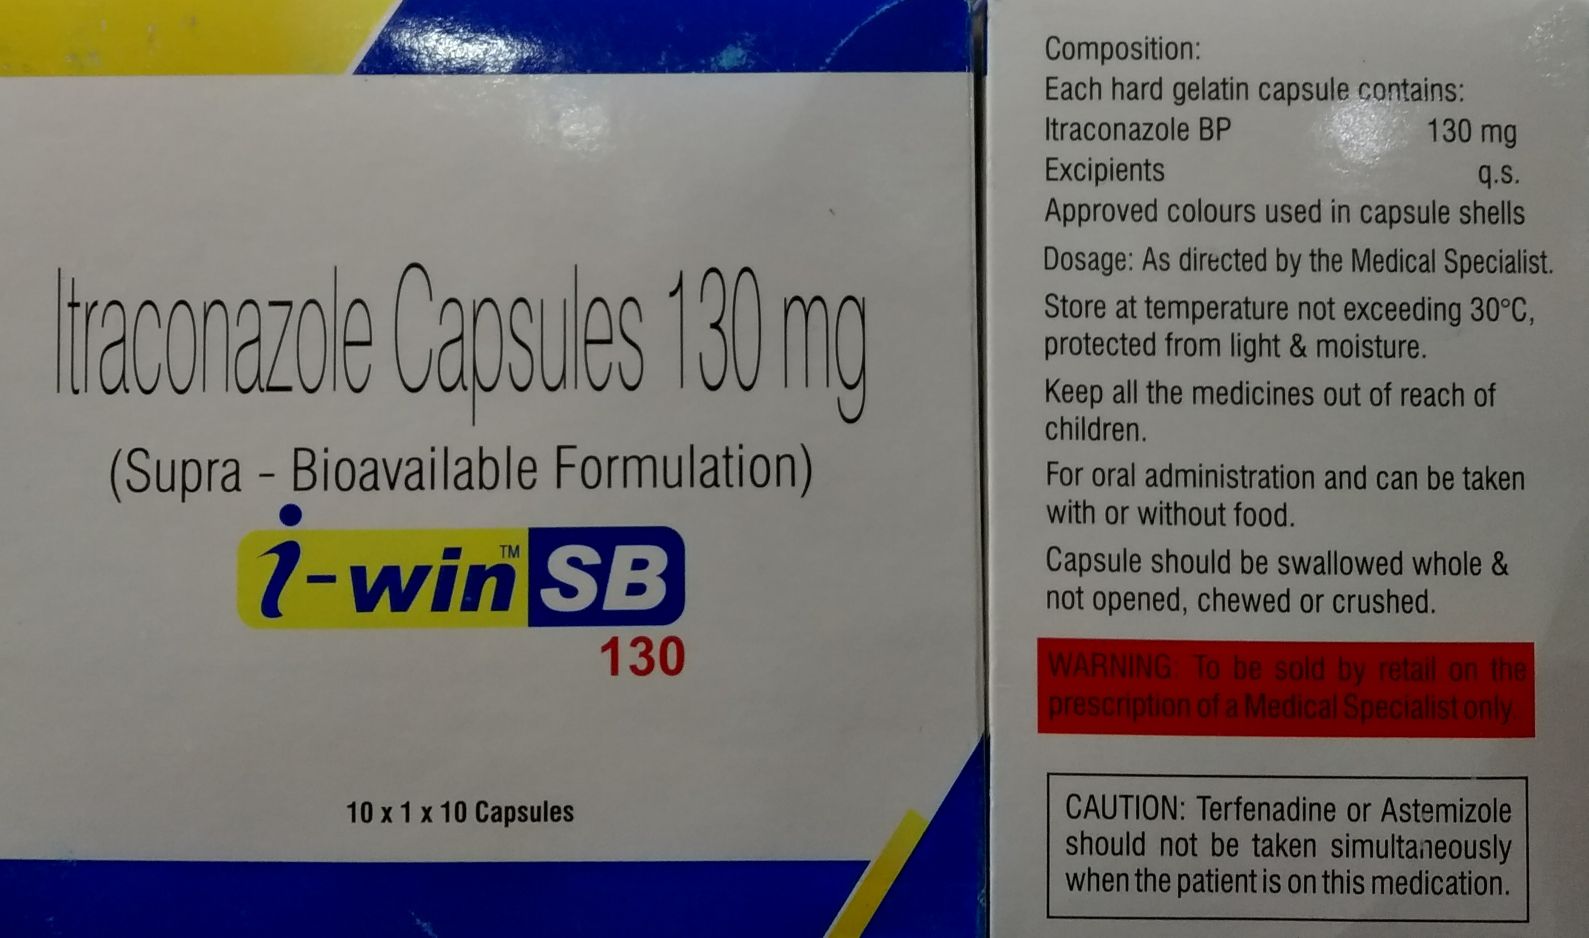 Itraconazole Capsules 130 mg
(Supra - Bioavailable Formulation)
i-win™ SB
130
10 x 1 x 10 Capsules
Composition:
Each hard gelatin capsule contains:
Itraconazole BP 130 mg
Excipients q.s.
Approved colours used in capsule shells
Dosage: As directed by the Medical Specialist.
Store at temperature not exceeding 30°C,
protected from light & moisture.
Keep all the medicines out of reach of
children.
For oral administration and can be taken
with or without food.
Capsule should be swallowed whole &
not opened, chewed or crushed.
WARNING: To be sold by retail on the
prescription of a Medical Specialist only.
CAUTION: Terfenadine or Astemizole
should not be taken simultaneously
when the patient is on this medication.